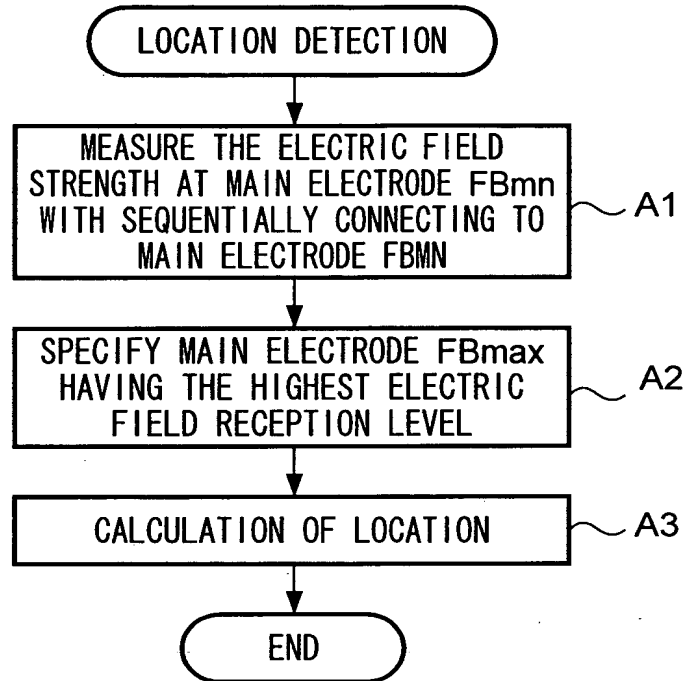 LOCATION DETECTION
MEASURE THE ELECTRIC FIELD
STRENGTH AT MAIN ELECTRODE FBmn
WITH SEQUENTIALLY CONNECTING TO
MAIN ELECTRODE FBMN
A1
SPECIFY MAIN ELECTRODE FBmax
HAVING THE HIGHEST ELECTRIC
FIELD RECEPTION LEVEL
A2
CALCULATION OF LOCATION
A3
END